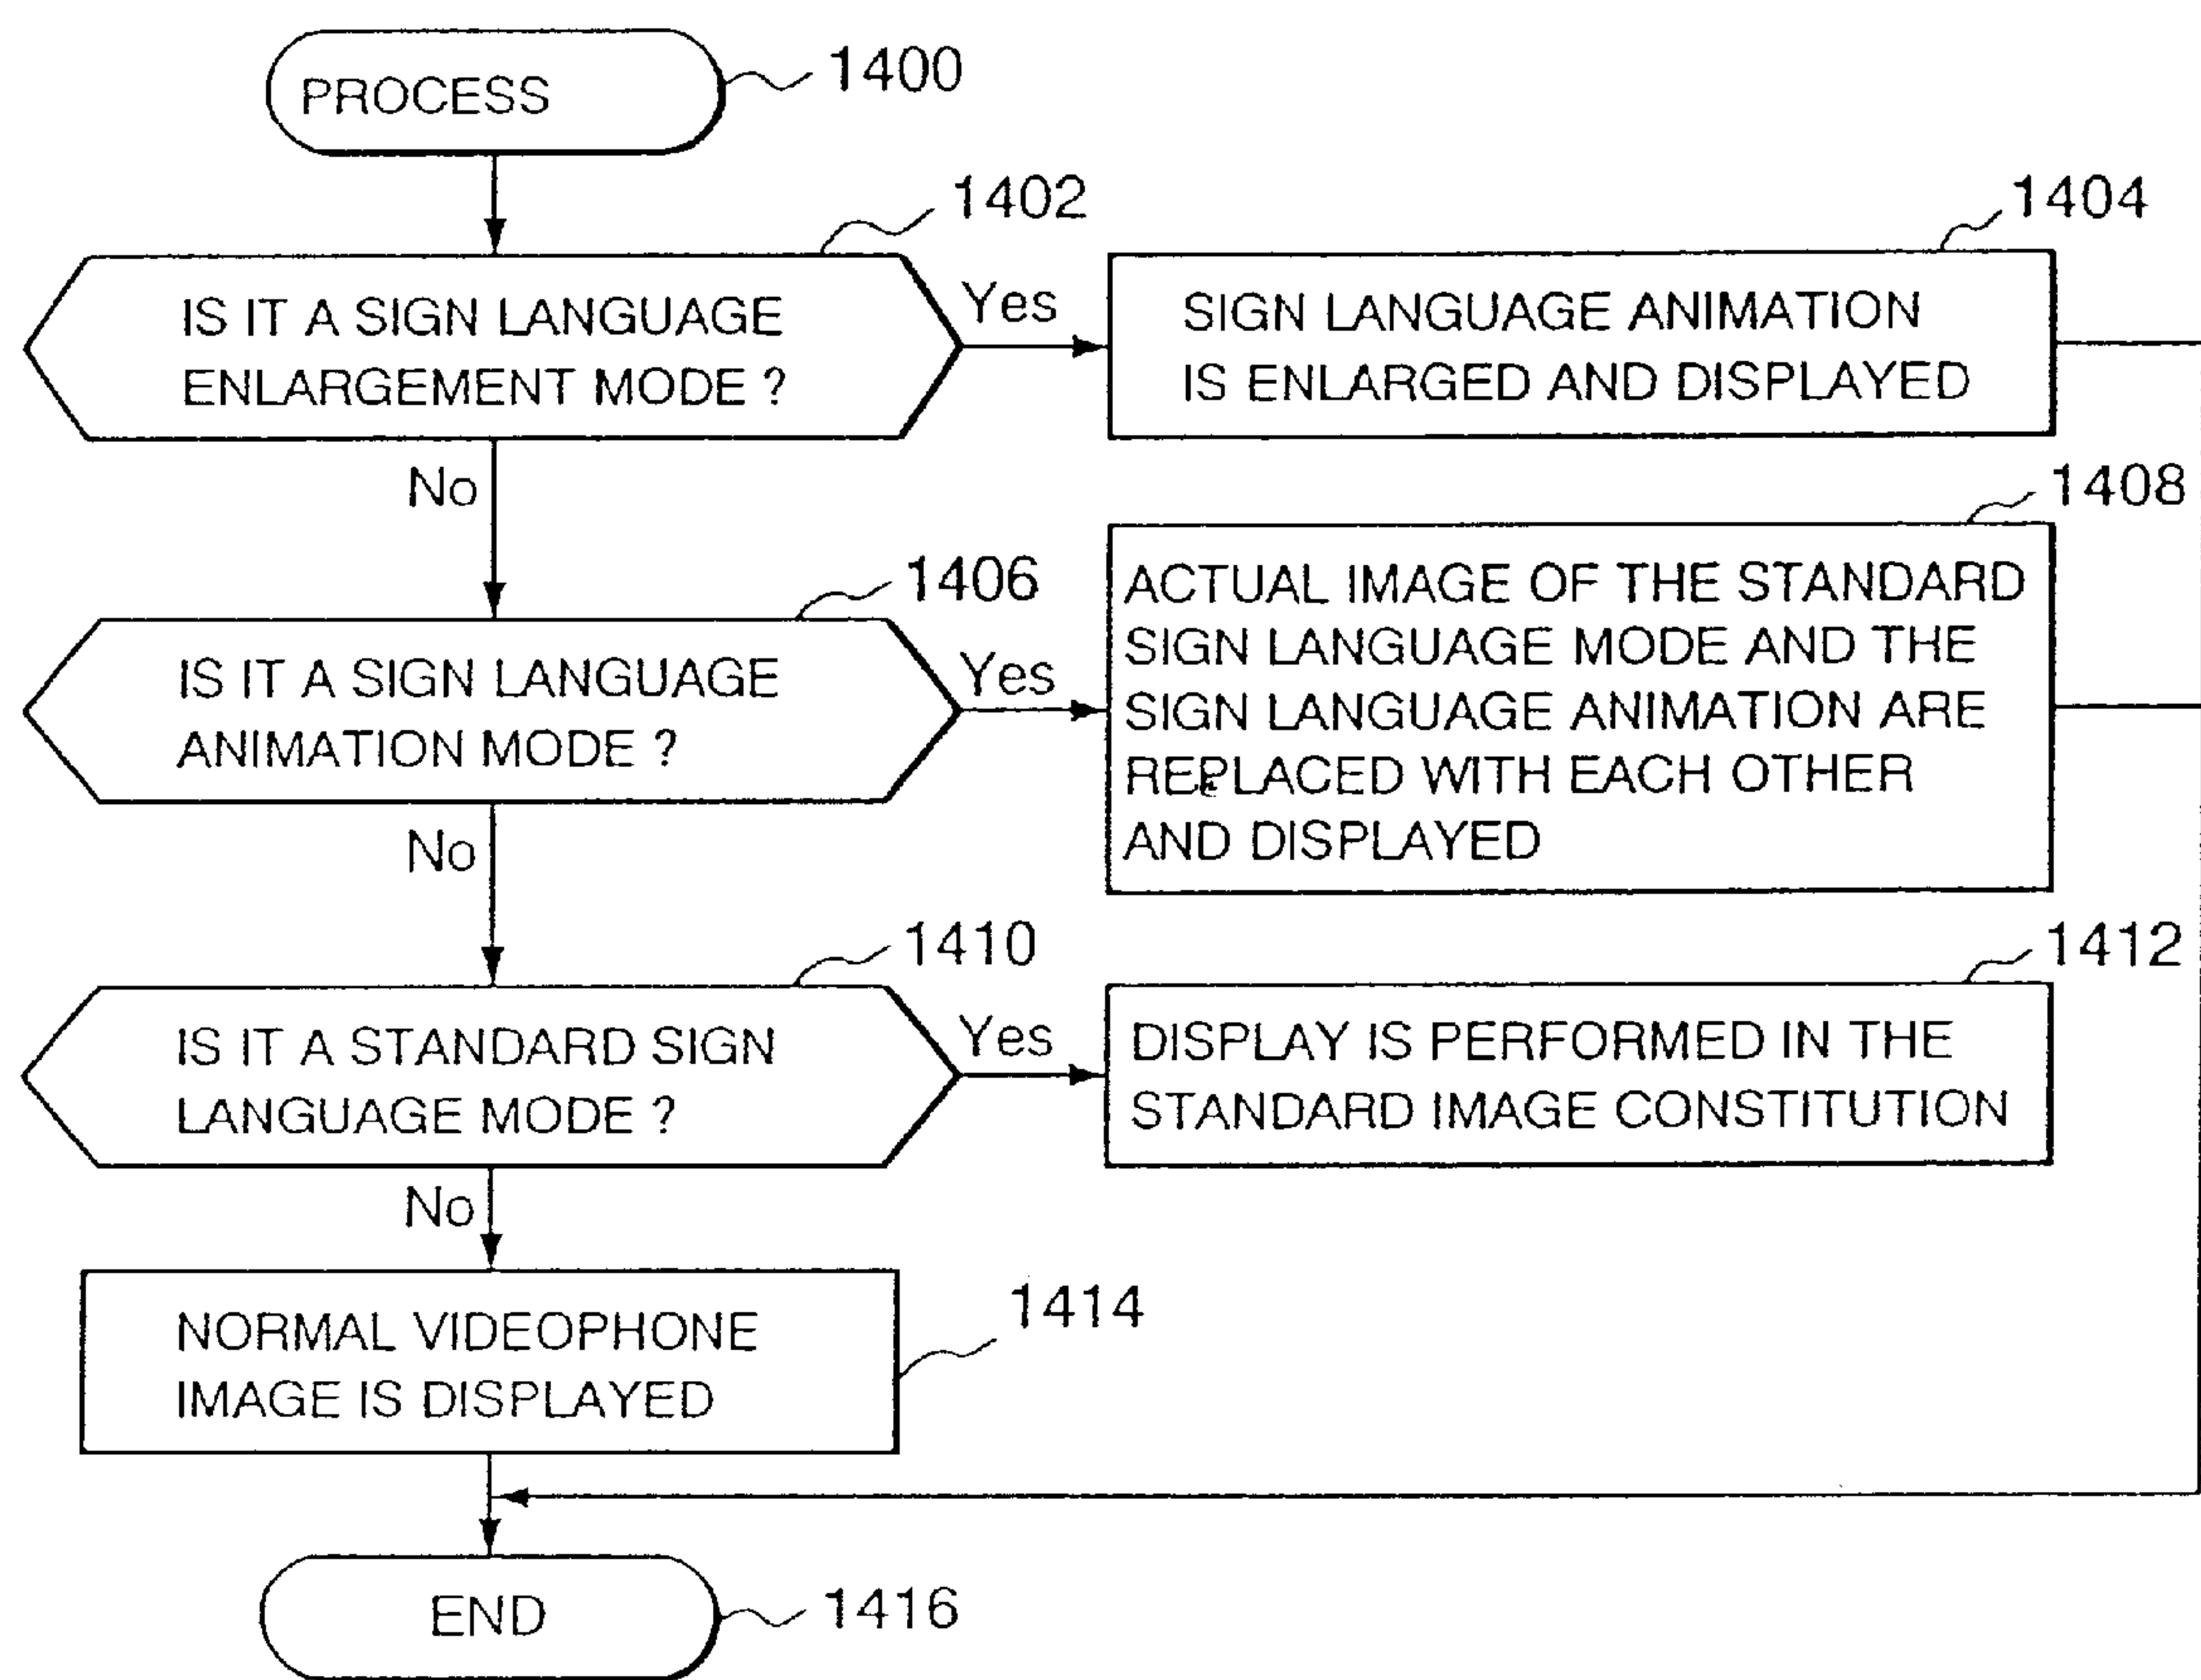 PROCESS
1400
1402
IS IT A SIGN LANGUAGE
ENLARGEMENT MODE ?
Yes
1404
SIGN LANGUAGE ANIMATION
IS ENLARGED AND DISPLAYED
No
1406
IS IT A SIGN LANGUAGE
ANIMATION MODE ?
Yes
1408
ACTUAL IMAGE OF THE STANDARD
SIGN LANGUAGE MODE AND THE
SIGN LANGUAGE ANIMATION ARE
REPLACED WITH EACH OTHER
AND DISPLAYED
No
1410
IS IT A STANDARD SIGN
LANGUAGE MODE ?
Yes
1412
DISPLAY IS PERFORMED IN THE
STANDARD IMAGE CONSTITUTION
No
NORMAL VIDEOPHONE
IMAGE IS DISPLAYED
1414
END
1416